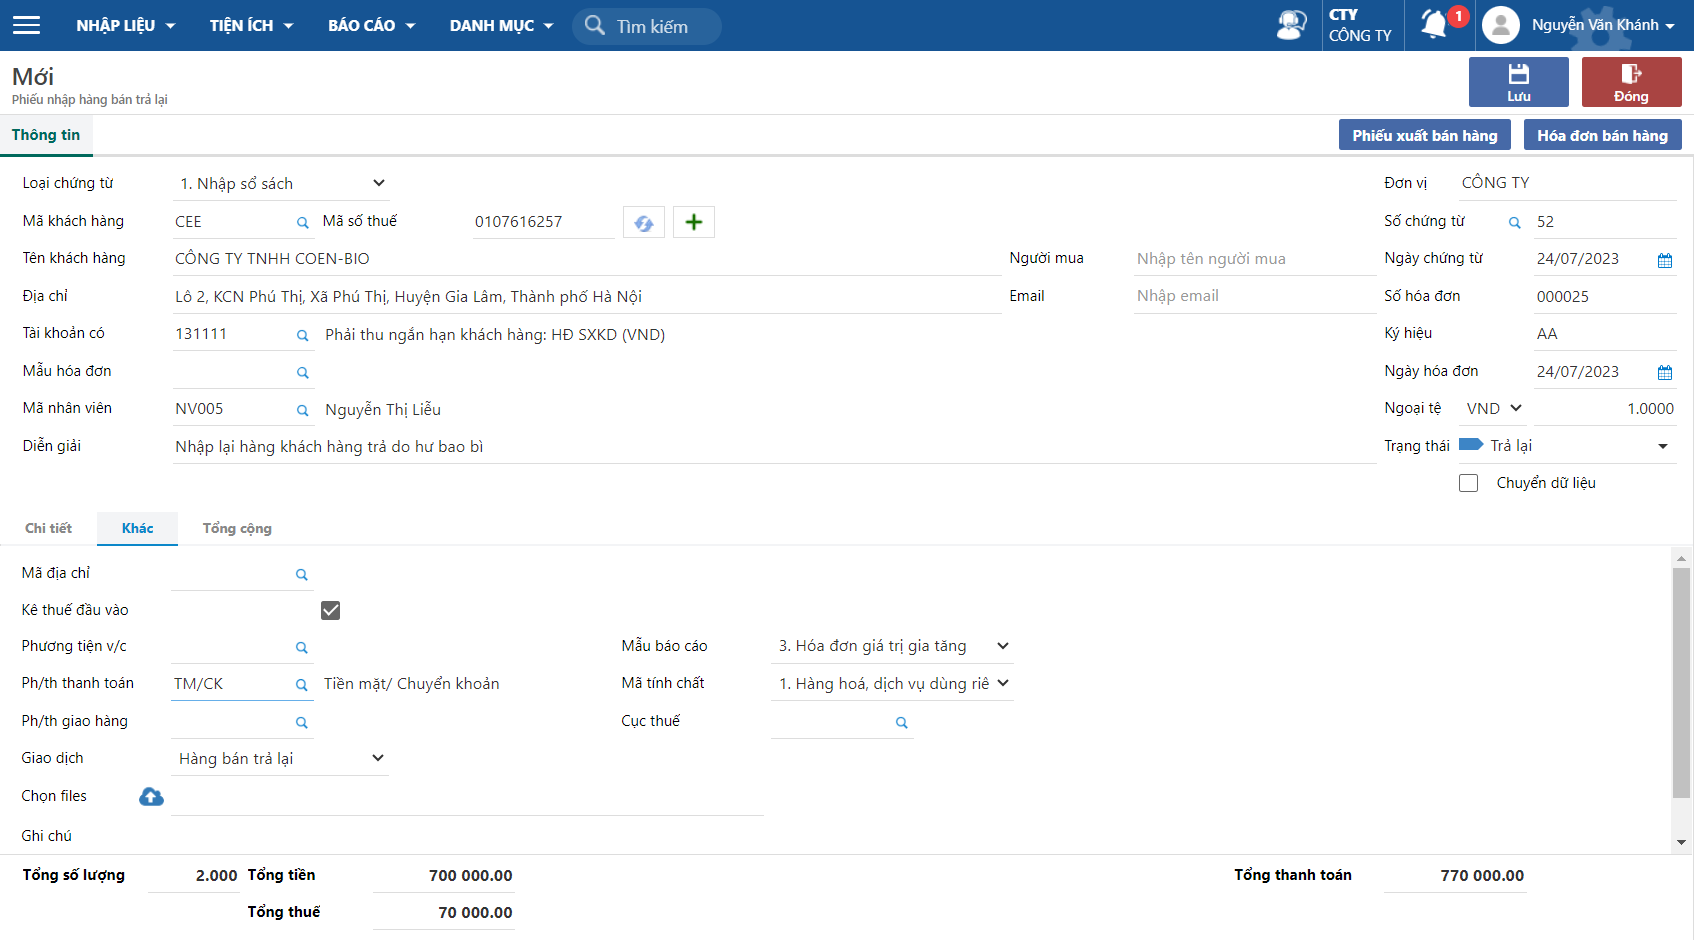 NHẬP LIỆU TIỆN ÍCH BÁO CÁO DANH MỤC Tìm kiếm CTY CÔNG TY 1 Nguyễn Văn Khánh
Mới
Phiếu nhập hàng bán trả lại
Lưu Đóng
Thông tin Phiếu xuất bán hàng Hóa đơn bán hàng
Loại chứng từ 1. Nhập sổ sách Đơn vị CÔNG TY
Mã khách hàng CEE Mã số thuế 0107616257 Số chứng từ 52
Tên khách hàng CÔNG TY TNHH COEN-BIO Người mua Nhập tên người mua Ngày chứng từ 24/07/2023
Địa chỉ Lô 2, KCN Phú Thị, Xã Phú Thị, Huyện Gia Lâm, Thành phố Hà Nội Email Nhập email Số hóa đơn 000025
Tài khoản có 131111 Phải thu ngắn hạn khách hàng: HĐ SXKD (VND) Ký hiệu AA
Mẫu hóa đơn Ngày hóa đơn 24/07/2023
Mã nhân viên NV005 Nguyễn Thị Liễu Ngoại tệ VND 1.0000
Diễn giải Nhập lại hàng khách hàng trả do hư bao bì Trạng thái Trả lại
Chuyển dữ liệu
Chi tiết Khác Tổng cộng
Mã địa chỉ
Kê thuế đầu vào
Phương tiện v/c Mẫu báo cáo 3. Hóa đơn giá trị gia tăng
Ph/th thanh toán TM/CK Tiền mặt/ Chuyển khoản Mã tính chất 1. Hàng hoá, dịch vụ dùng riê
Ph/th giao hàng Cục thuế
Giao dịch Hàng bán trả lại
Chọn files
Ghi chú
Tổng số lượng 2.000 Tổng tiền 700 000.00 Tổng thanh toán 770 000.00
Tổng thuế 70 000.00